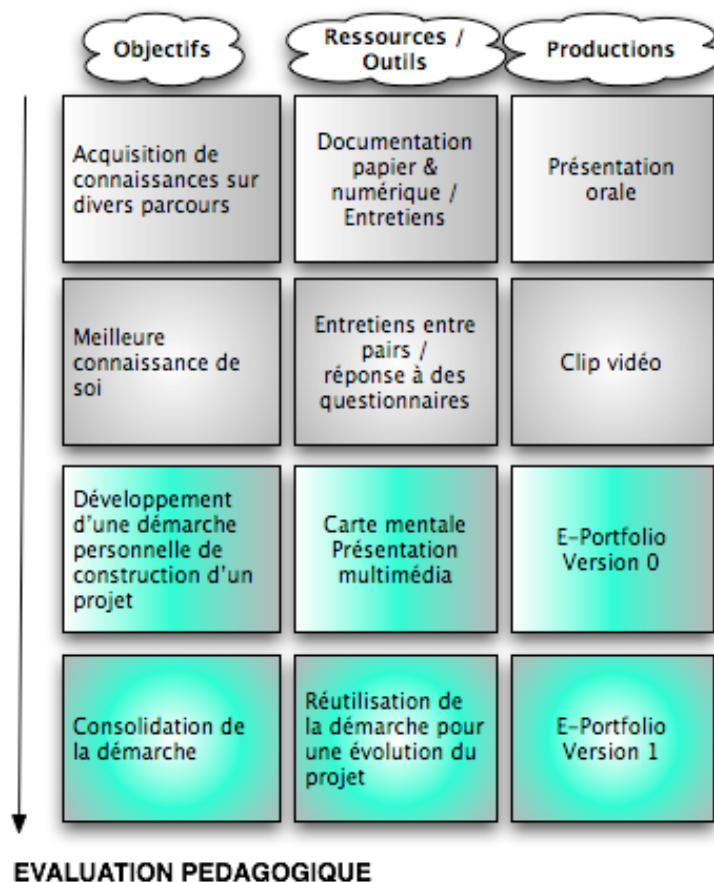 Objectifs
Ressources /
Outils
Productions
Acquisition de
connaissances sur
divers parcours
Documentation
papier &
numérique /
Entretiens
Présentation
orale
Meilleure
connaissance de
soi
Entretiens entre
pairs /
réponse à des
questionnaires
Clip vidéo
Développement
d'une démarche
personnelle de
construction d'un
projet
Carte mentale
Présentation
multimédia
E-Portfolio
Version 0
Consolidation de
la démarche
Réutilisation de
la démarche pour
une évolution du
projet
E-Portfolio
Version 1
EVALUATION PEDAGOGIQUE